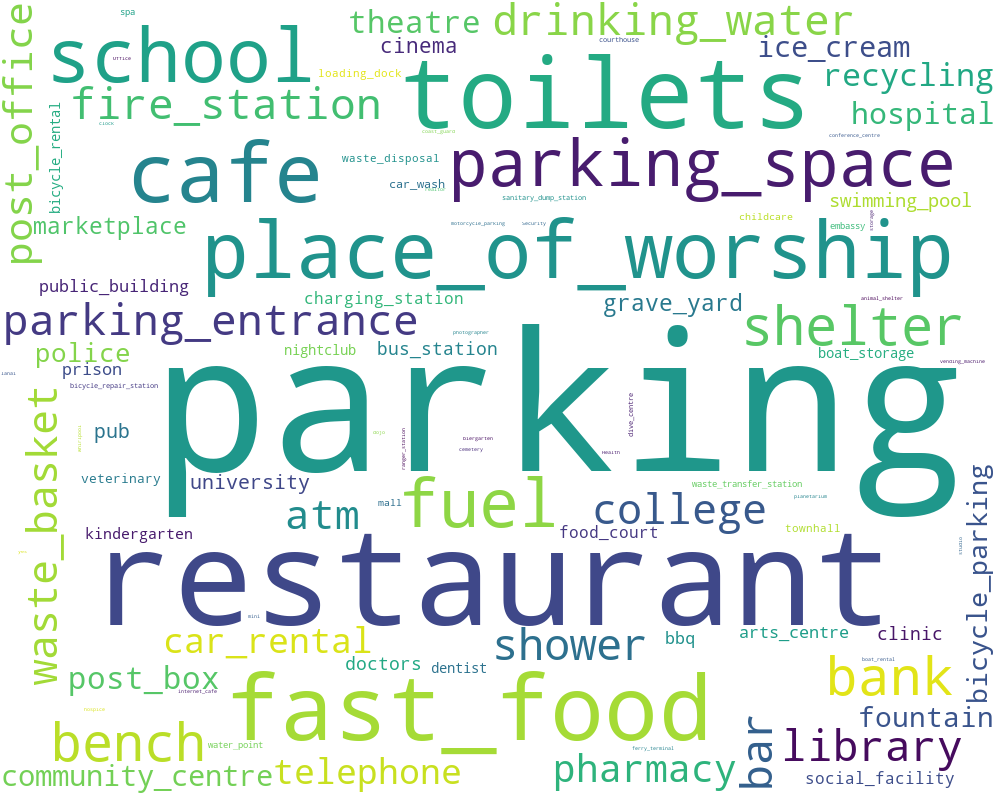 spa
theatre
drinking_water
school
cinema
courthouse
ice_cream
office
loading_dock
toilets
recycling
post_office
fire_station
hospital
bicycle_rental
clock
conference_centre
cafe
waste_disposal
parking_space
car_wash
sanitary_dump_station
swimming_pool
marketplace
place_of_worship
motorcycle_parking
Security
childcare
embassy
storage
public_building
charging_station
grave_yard
animal_shelter
parking_entrance
shelter
photographer
police
nightclub
bus_station
boat_storage
vending_machine
prison
parking
bicycle_repair_station
waste_basket
dive_centre
pub
ranger_station
biergarten
cemetery
Health
veterinary
university
fuel
waste_transfer_station
planetarium
atm
mall
college
bicycle_parking
kindergarten
food_court
townhall
restaurant
studio
mini
car_rental
shower
bbq
arts_centre
clinic
doctors
dentist
boat_rental
post_box
internet_cafe
fast_food
bank
hospice
fountain
bench
water_point
ferry_terminal
bar
library
community_centre
telephone
pharmacy
social_facility